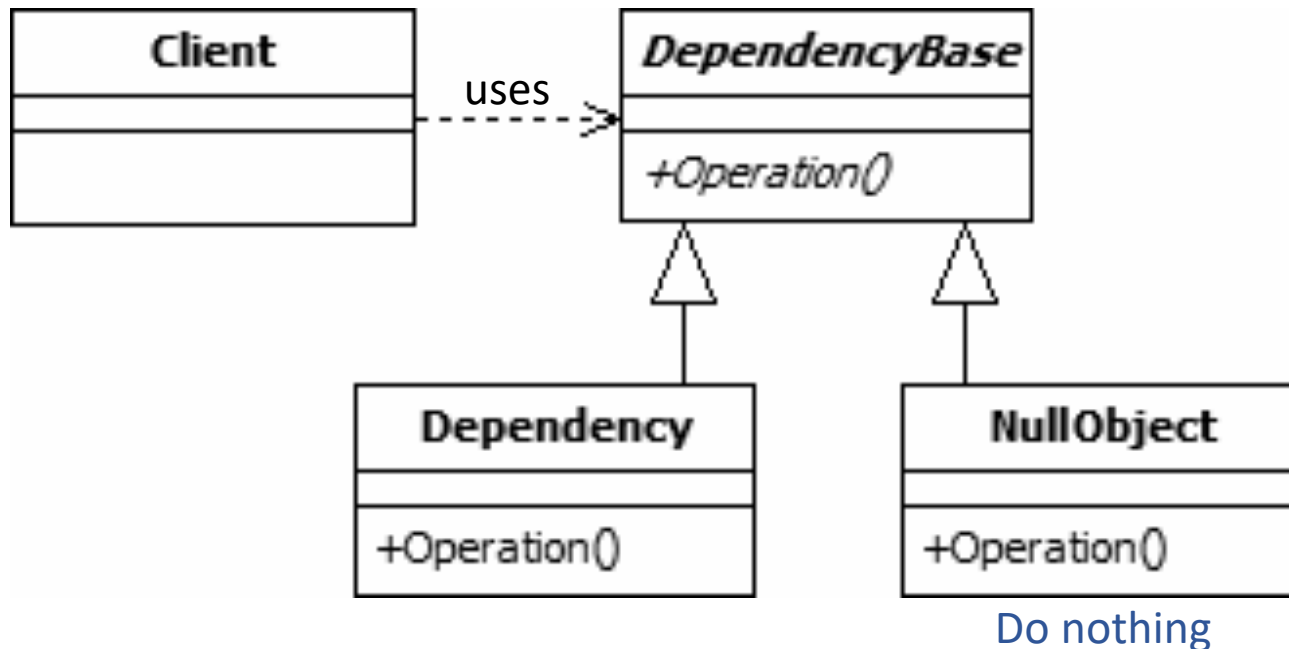 Client
DependencyBase
uses
+Operation()
Dependency
NullObject
+Operation()
+Operation()
Do nothing